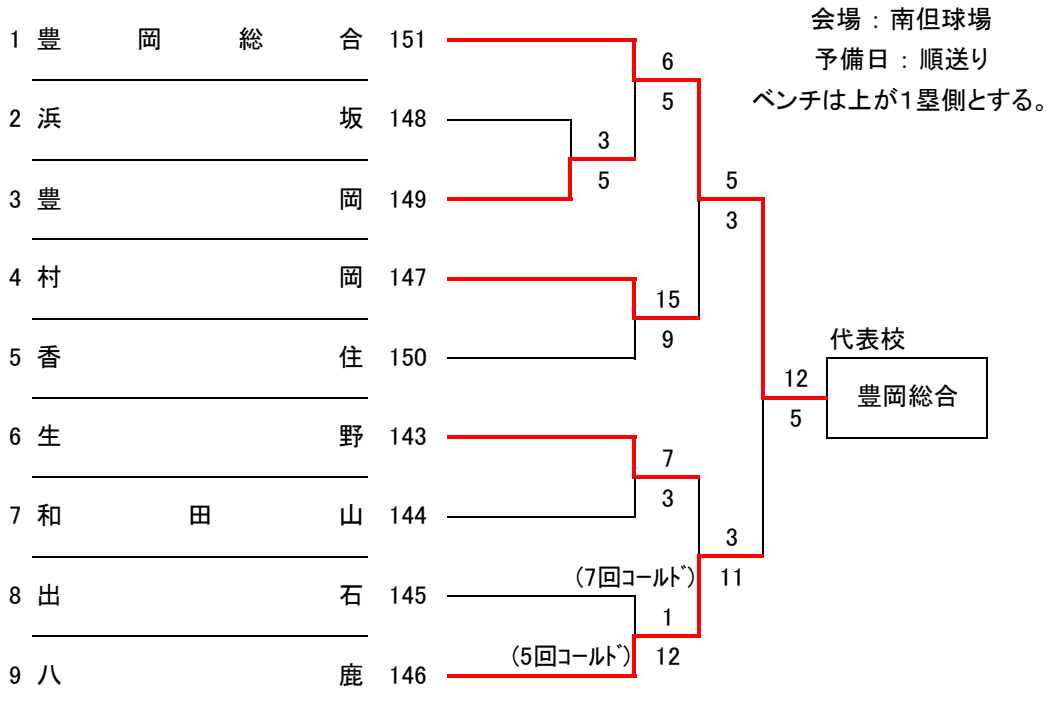 会場 : 南但球場
予備日 : 順送り
ベンチは上が1塁側とする。
1 豊 岡 総 合 151
6
5
2 浜 坂 148
3
5
3 豊 岡 149
5
3
4 村 岡 147
15
9
5 香 住 150
代表校
豊岡総合
12
5
6 生 野 143
7
3
7 和 田 山 144
3
11
(7回コールド)
8 出 石 145
1
12
(5回コールド)
9 八 鹿 146